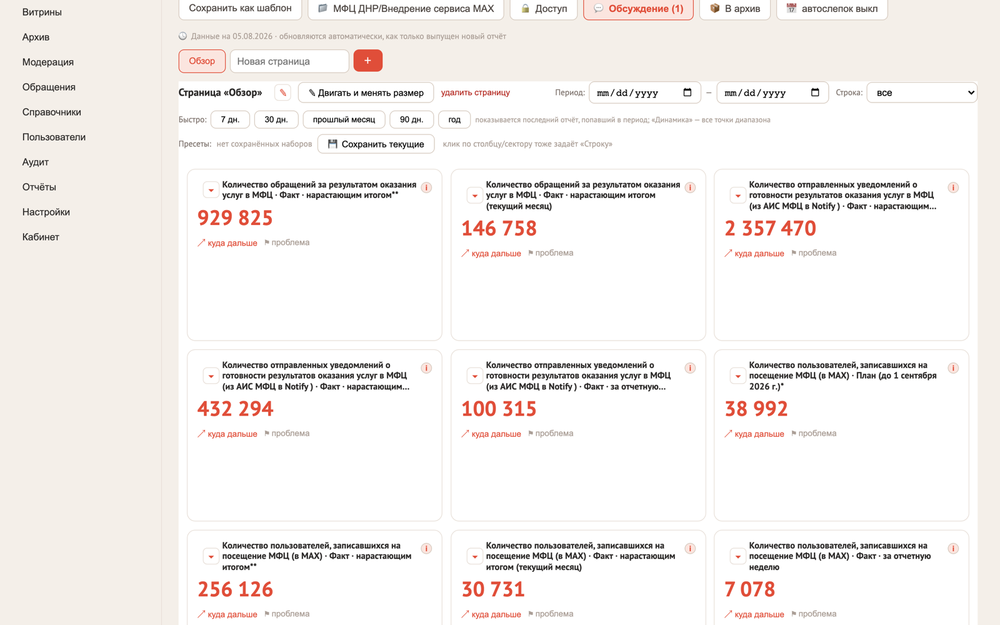 Витрины
Архив
Модерация
Обращения
Справочники
Пользователи
Аудит
Отчёты
Настройки
Кабинет
Сохранить как шаблон
МФЦ ДНР/Внедрение сервиса MAX
Доступ
Обсуждение (1)
В архив
автослепок выкл
Данные на 05.08.2026 · обновляются автоматически, как только выпущен новый отчёт
Обзор
Новая страница
+
Страница «Обзор»
Двигать и менять размер
удалить страницу
Период:
mm/dd/yyyy
–
mm/dd/yyyy
Строка:
все
Быстро:
7 дн.
30 дн.
прошлый месяц
90 дн.
год
показывается последний отчёт, попавший в период; «Динамика» — все точки диапазона
Пресеты:
нет сохранённых наборов
Сохранить текущие
клик по столбцу/сектору тоже задаёт «Строку»
Количество обращений за результатом оказания
услуг в МФЦ · Факт · нарастающим итогом**
i
929 825
куда дальше
проблема
Количество обращений за результатом оказания
услуг в МФЦ · Факт · нарастающим итогом
(текущий месяц)
i
146 758
куда дальше
проблема
Количество отправленных уведомлений о
готовности результатов оказания услуг в МФЦ
(из АИС МФЦ в Notify ) · Факт · нарастающим...
i
2 357 470
куда дальше
проблема
Количество отправленных уведомлений о
готовности результатов оказания услуг в МФЦ
(из АИС МФЦ в Notify ) · Факт · нарастающим...
i
432 294
куда дальше
проблема
Количество отправленных уведомлений о
готовности результатов оказания услуг в МФЦ
(из АИС МФЦ в Notify ) · Факт · за отчетную...
i
100 315
куда дальше
проблема
Количество пользователей, записавшихся на
посещение МФЦ (в MAX) · План (до 1 сентября
2026 г.)*
i
38 992
куда дальше
проблема
Количество пользователей, записавшихся на
посещение МФЦ (в MAX) · Факт · нарастающим
итогом**
i
256 126
куда дальше
проблема
Количество пользователей, записавшихся на
посещение МФЦ (в MAX) · Факт · нарастающим
итогом (текущий месяц)
i
30 731
куда дальше
проблема
Количество пользователей, записавшихся на
посещение МФЦ (в MAX) · Факт · за отчетную
неделю
i
7 078
куда дальше
проблема